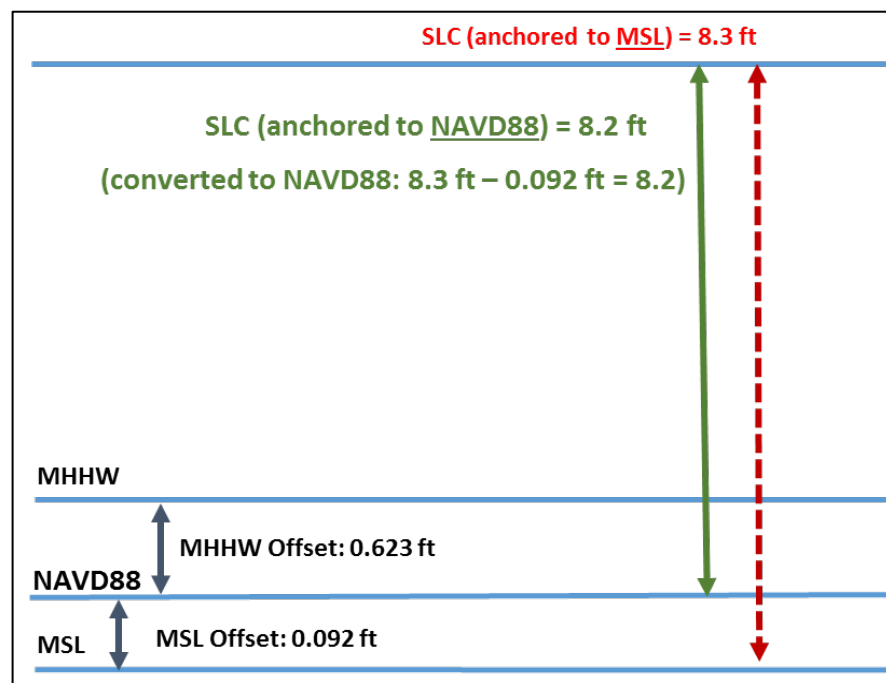 SLC (anchored to MSL) = 8.3 ft
SLC (anchored to NAVD88) = 8.2 ft
(converted to NAVD88: 8.3 ft – 0.092 ft = 8.2)
MHHW
MHHW Offset: 0.623 ft
NAVD88
MSL Offset: 0.092 ft
MSL